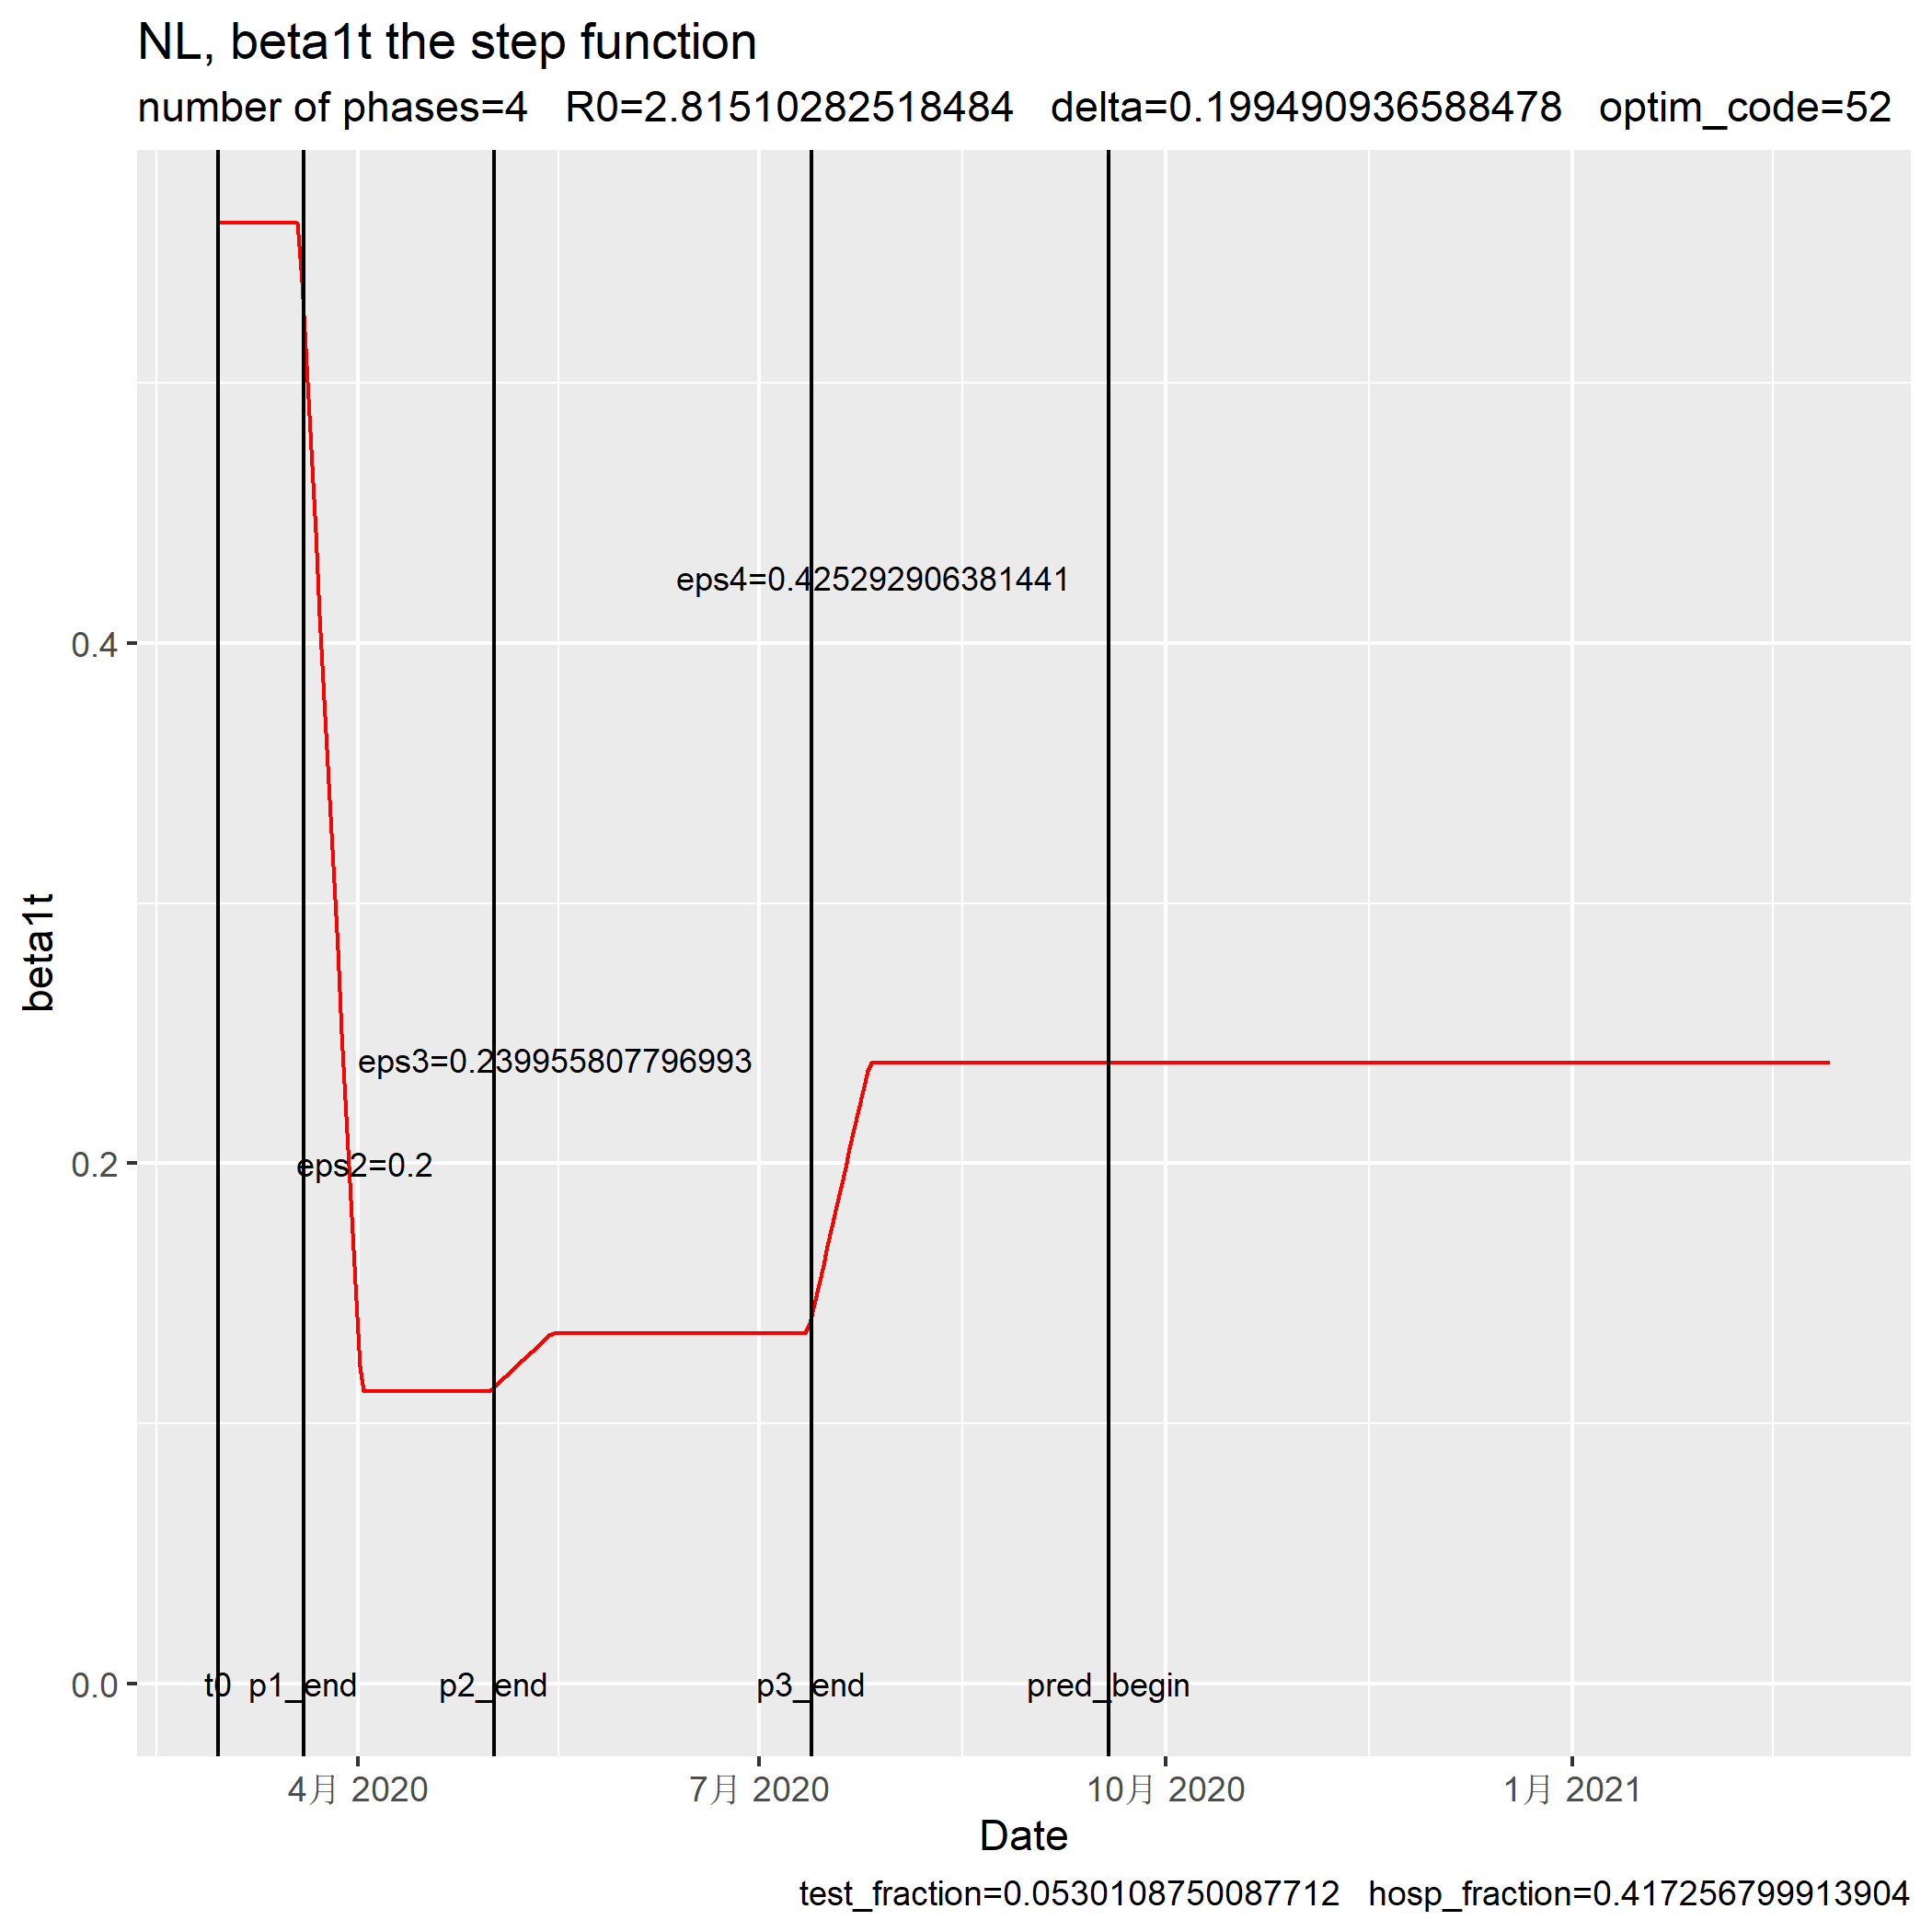 NL, beta1t the step function
number of phases=4   R0=2.81510282518484   delta=0.199490936588478   optim_code=52
eps4=0.425292906381441
0.4
beta1t
eps3=0.239955807796993
0.2
eps2=0.2
0.0
t0 p1_end p2_end p3_end pred_begin
4月 2020 7月 2020 10月 2020 1月 2021
Date
test_fraction=0.0530108750087712   hosp_fraction=0.417256799913904